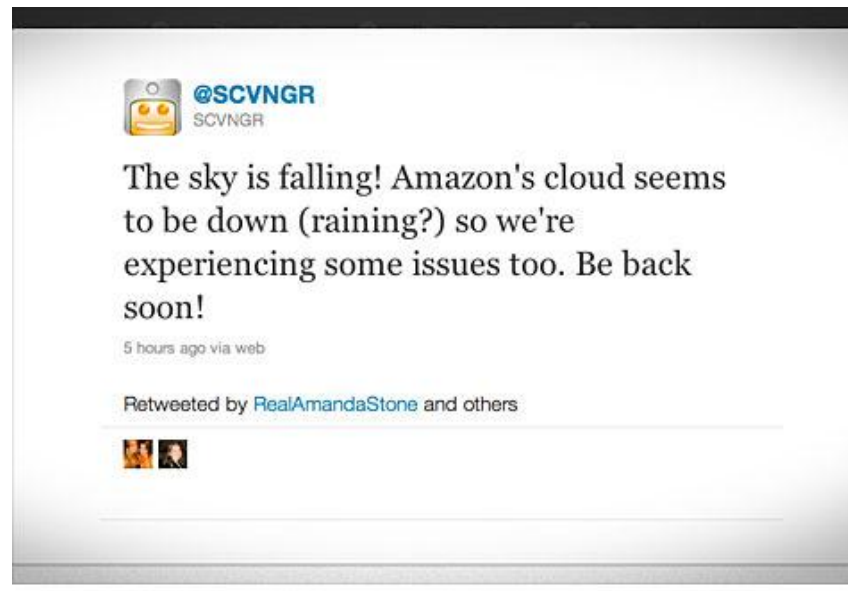 @SCVNGR
SCVNGR
The sky is falling! Amazon's cloud seems
to be down (raining?) so we're
experiencing some issues too. Be back
soon!
5 hours ago via web
Retweeted by RealAmandaStone and others